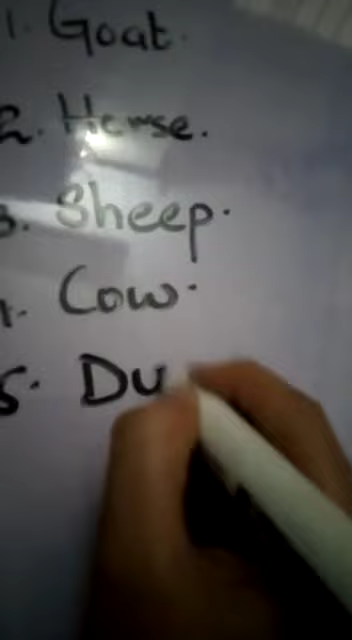 1. Goat.
2. Horse.
3. Sheep.
4. Cow.
5. Du